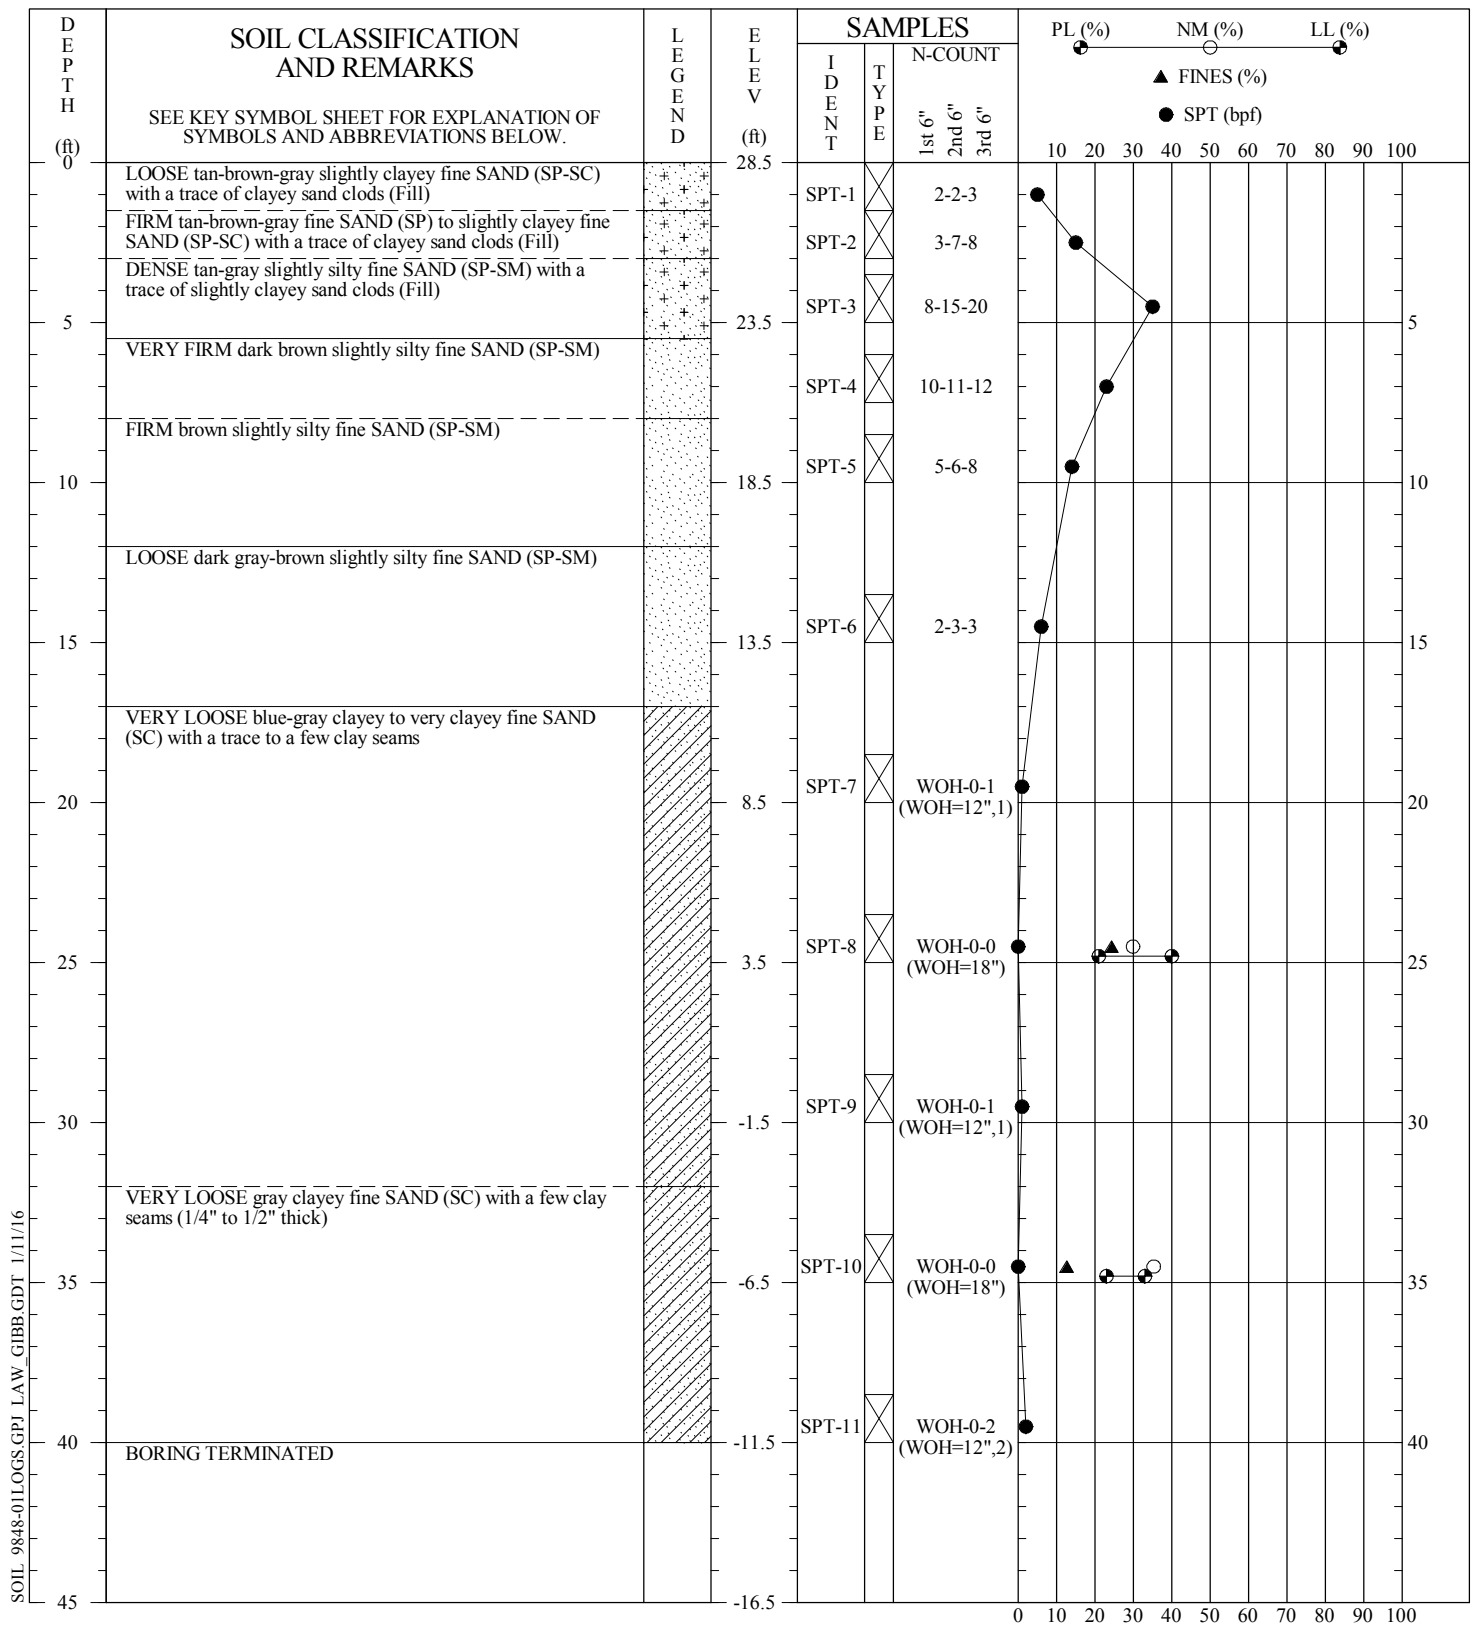 DEPTH
(ft)
SOIL CLASSIFICATION
AND REMARKS
SEE KEY SYMBOL SHEET FOR EXPLANATION OF
SYMBOLS AND ABBREVIATIONS BELOW.
LEGEND
ELEV
(ft)
SAMPLES
IDENT
TYPE
N-COUNT
1st 6"
2nd 6"
3rd 6"
PL (%) NM (%) LL (%)
▲ FINES (%)
● SPT (bpf)
10 20 30 40 50 60 70 80 90 100
0 28.5
LOOSE tan-brown-gray slightly clayey fine SAND (SP-SC)
with a trace of clayey sand clods (Fill)
SPT-1 2-2-3
FIRM tan-brown-gray fine SAND (SP) to slightly clayey fine
SAND (SP-SC) with a trace of clayey sand clods (Fill)
SPT-2 3-7-8
DENSE tan-gray slightly silty fine SAND (SP-SM) with a
trace of slightly clayey sand clods (Fill)
SPT-3 8-15-20
5 23.5 5
VERY FIRM dark brown slightly silty fine SAND (SP-SM)
SPT-4 10-11-12
FIRM brown slightly silty fine SAND (SP-SM)
SPT-5 5-6-8
10 18.5 10
LOOSE dark gray-brown slightly silty fine SAND (SP-SM)
SPT-6 2-3-3
15 13.5 15
VERY LOOSE blue-gray clayey to very clayey fine SAND
(SC) with a trace to a few clay seams
SPT-7 WOH-0-1
(WOH=12",1)
20 8.5 20
SPT-8 WOH-0-0
(WOH=18")
25 3.5 25
SPT-9 WOH-0-1
(WOH=12",1)
30 -1.5 30
VERY LOOSE gray clayey fine SAND (SC) with a few clay
seams (1/4" to 1/2" thick)
SPT-10 WOH-0-0
(WOH=18")
35 -6.5 35
SPT-11 WOH-0-2
(WOH=12",2)
40 -11.5 40
BORING TERMINATED
45 -16.5
0 10 20 30 40 50 60 70 80 90 100
SOIL 9848-01LOGS.GPJ LAW_GIBB.GDT 1/11/16